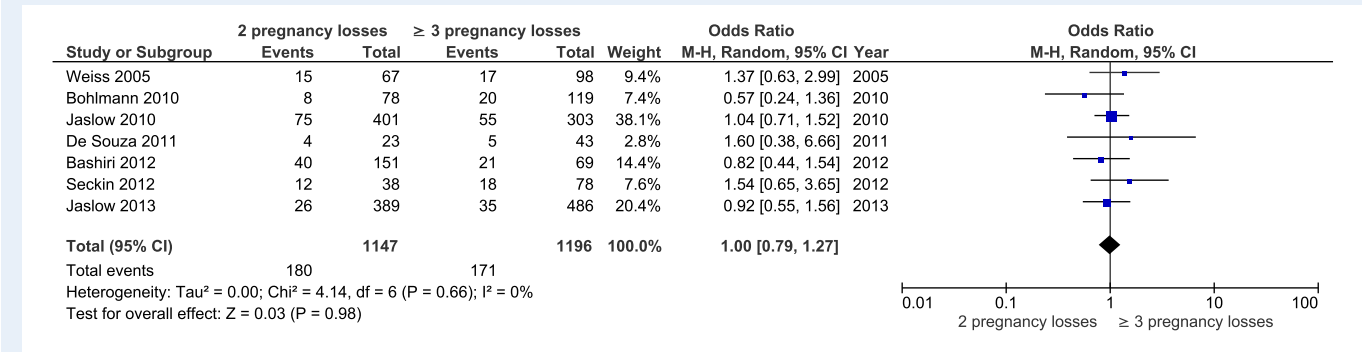 2 pregnancy losses ≥ 3 pregnancy losses Odds Ratio Odds Ratio
Study or Subgroup Events Total Events Total Weight M-H, Random, 95% CI Year M-H, Random, 95% CI
Weiss 2005 15 67 17 98 9.4% 1.37 [0.63, 2.99] 2005
Bohlmann 2010 8 78 20 119 7.4% 0.57 [0.24, 1.36] 2010
Jaslow 2010 75 401 55 303 38.1% 1.04 [0.71, 1.52] 2010
De Souza 2011 4 23 5 43 2.8% 1.60 [0.38, 6.66] 2011
Bashiri 2012 40 151 21 69 14.4% 0.82 [0.44, 1.54] 2012
Seckin 2012 12 38 18 78 7.6% 1.54 [0.65, 3.65] 2012
Jaslow 2013 26 389 35 486 20.4% 0.92 [0.55, 1.56] 2013
Total (95% CI) 1147 1196 100.0% 1.00 [0.79, 1.27]
Total events 180 171
Heterogeneity: Tau² = 0.00; Chi² = 4.14, df = 6 (P = 0.66); I² = 0%
Test for overall effect: Z = 0.03 (P = 0.98)
0.01 0.1 1 10 100
2 pregnancy losses ≥ 3 pregnancy losses